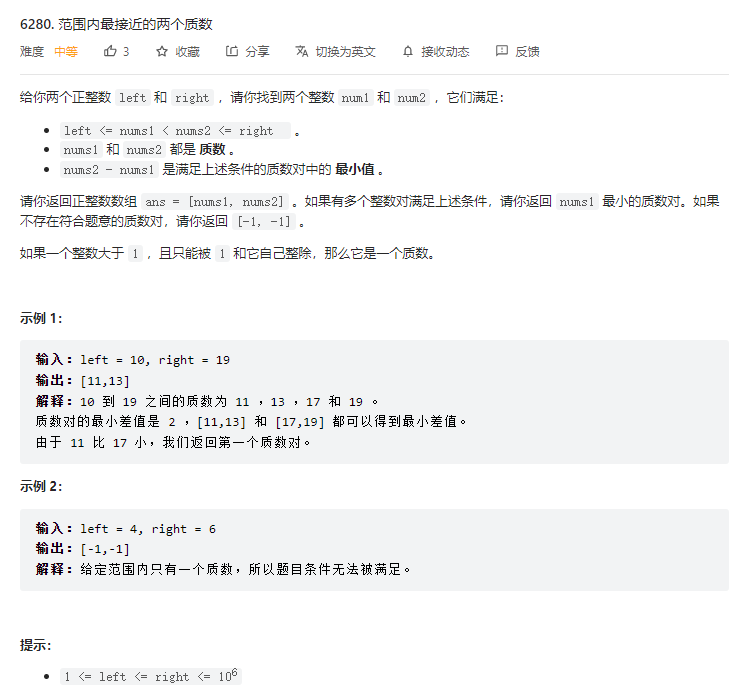 6280. 范围内最接近的两个质数
难度 中等 3 收藏 分享 切换为英文 接收动态 反馈
给你两个正整数 left 和 right ，请你找到两个整数 num1 和 num2 ，它们满足：
left <= nums1 < nums2 <= right 。
nums1 和 nums2 都是 质数 。
nums2 - nums1 是满足上述条件的质数对中的 最小值 。
请你返回正整数数组 ans = [nums1, nums2] 。如果有多个整数对满足上述条件，请你返回 nums1 最小的质数对。如果
不存在符合题意的质数对，请你返回 [-1, -1] 。
如果一个整数大于 1 ，且只能被 1 和它自己整除，那么它是一个质数。
示例 1：
输入：left = 10, right = 19
输出：[11,13]
解释：10 到 19 之间的质数为 11 ，13 ，17 和 19 。
质数对的最小差值是 2 ，[11,13] 和 [17,19] 都可以得到最小差值。
由于 11 比 17 小，我们返回第一个质数对。
示例 2：
输入：left = 4, right = 6
输出：[-1,-1]
解释：给定范围内只有一个质数，所以题目条件无法被满足。
提示：
1 <= left <= right <= 10⁶